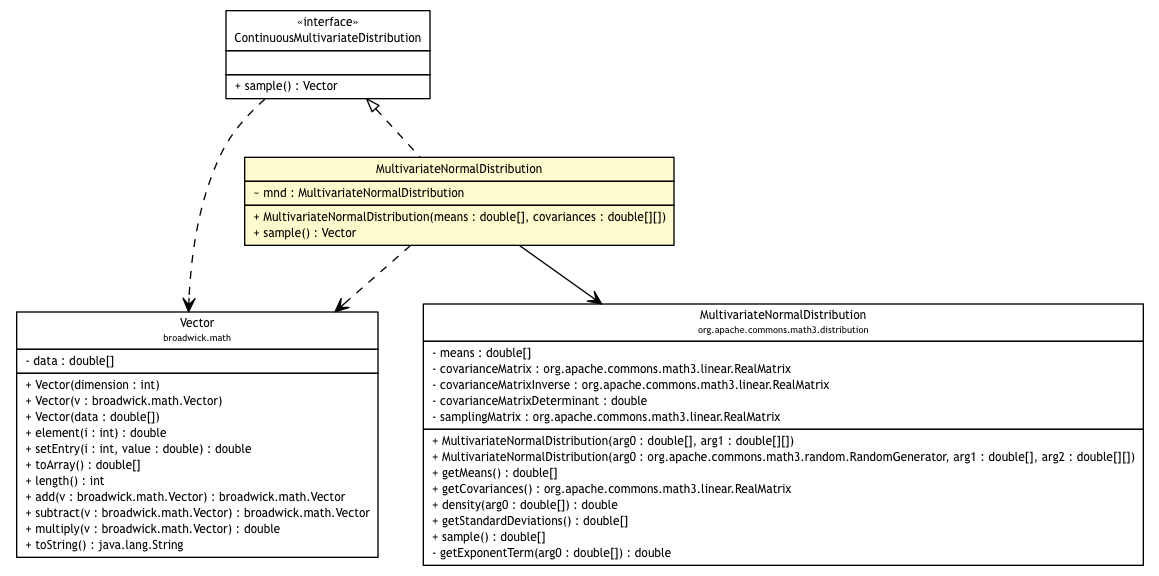 «interface»
ContinuousMultivariateDistribution
+ sample() : Vector
MultivariateNormalDistribution
~ mnd : MultivariateNormalDistribution
+ MultivariateNormalDistribution(means : double[], covariances : double[][])
+ sample() : Vector
Vector
broadwick.math
- data : double[]
+ Vector(dimension : int)
+ Vector(v : broadwick.math.Vector)
+ Vector(data : double[])
+ element(i : int) : double
+ setEntry(i : int, value : double) : double
+ toArray() : double[]
+ length() : int
+ add(v : broadwick.math.Vector) : broadwick.math.Vector
+ subtract(v : broadwick.math.Vector) : broadwick.math.Vector
+ multiply(v : broadwick.math.Vector) : double
+ toString() : java.lang.String
MultivariateNormalDistribution
org.apache.commons.math3.distribution
- means : double[]
- covarianceMatrix : org.apache.commons.math3.linear.RealMatrix
- covarianceMatrixInverse : org.apache.commons.math3.linear.RealMatrix
- covarianceMatrixDeterminant : double
- samplingMatrix : org.apache.commons.math3.linear.RealMatrix
+ MultivariateNormalDistribution(arg0 : double[], arg1 : double[][])
+ MultivariateNormalDistribution(arg0 : org.apache.commons.math3.random.RandomGenerator, arg1 : double[], arg2 : double[][])
+ getMeans() : double[]
+ getCovariances() : org.apache.commons.math3.linear.RealMatrix
+ density(arg0 : double[]) : double
+ getStandardDeviations() : double[]
+ sample() : double[]
- getExponentTerm(arg0 : double[]) : double